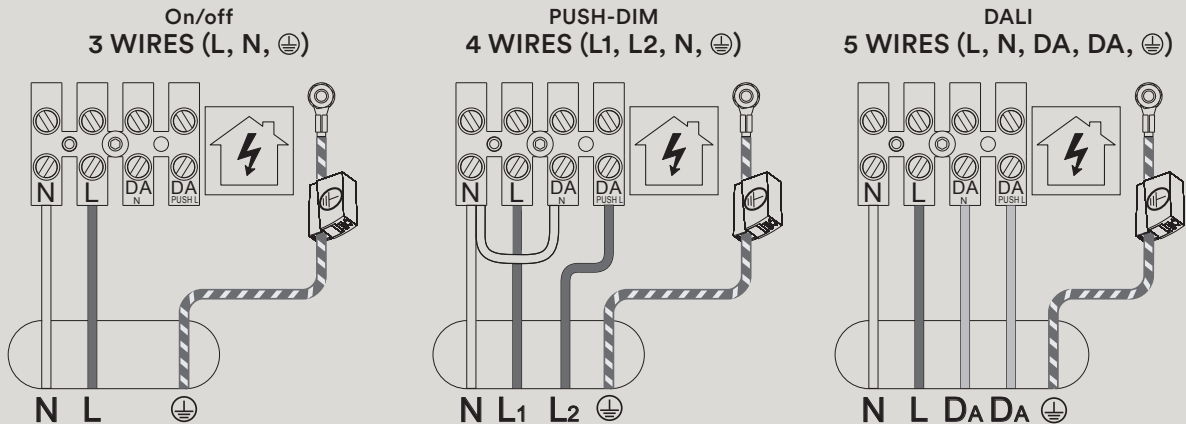 On/off
3 WIRES (L, N, ⏚)
N L DA DA
N PUSH L
N L ⏚
PUSH-DIM
4 WIRES (L1, L2, N, ⏚)
N L DA DA
N PUSH L
N L1 L2 ⏚
DALI
5 WIRES (L, N, DA, DA, ⏚)
N L DA DA
N PUSH L
N L DA DA ⏚